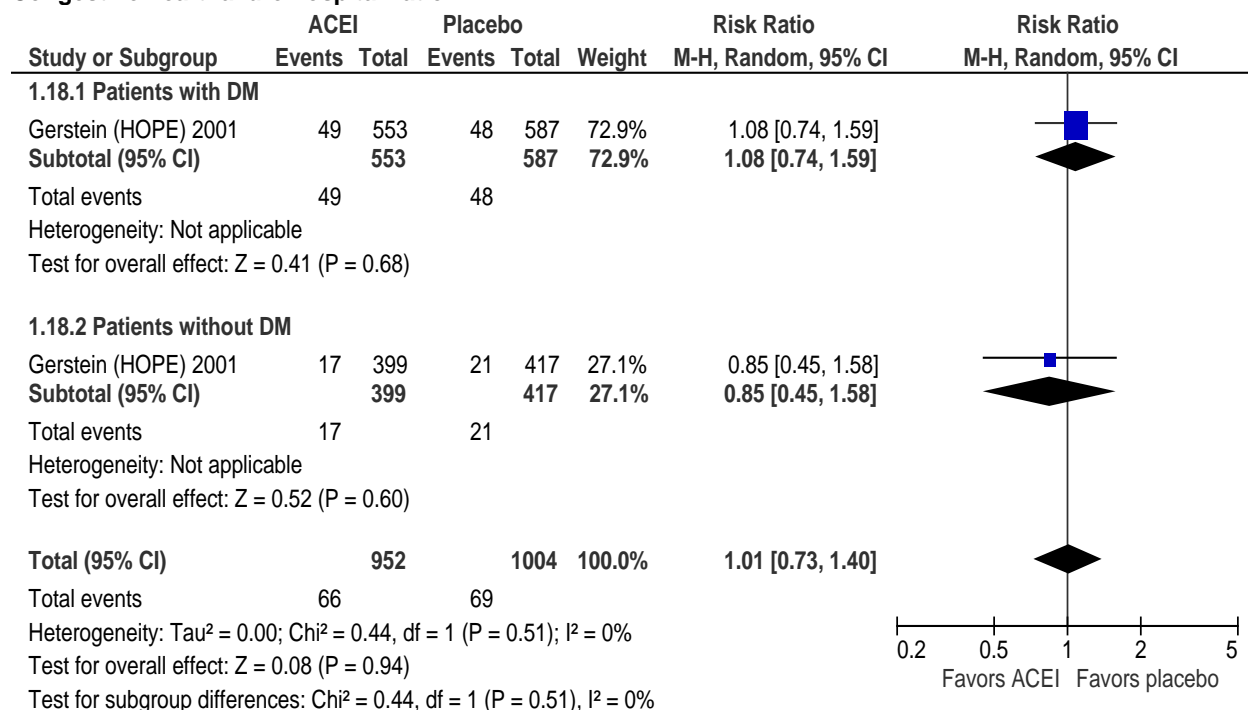 ACEI Placebo Risk Ratio Risk Ratio
Study or Subgroup Events Total Events Total Weight M-H, Random, 95% CI M-H, Random, 95% CI
1.18.1 Patients with DM
Gerstein (HOPE) 2001 49 553 48 587 72.9% 1.08 [0.74, 1.59]
Subtotal (95% CI) 553 587 72.9% 1.08 [0.74, 1.59]
Total events 49 48
Heterogeneity: Not applicable
Test for overall effect: Z = 0.41 (P = 0.68)
1.18.2 Patients without DM
Gerstein (HOPE) 2001 17 399 21 417 27.1% 0.85 [0.45, 1.58]
Subtotal (95% CI) 399 417 27.1% 0.85 [0.45, 1.58]
Total events 17 21
Heterogeneity: Not applicable
Test for overall effect: Z = 0.52 (P = 0.60)
Total (95% CI) 952 1004 100.0% 1.01 [0.73, 1.40]
Total events 66 69
Heterogeneity: Tau² = 0.00; Chi² = 0.44, df = 1 (P = 0.51); I² = 0%
Test for overall effect: Z = 0.08 (P = 0.94)
Test for subgroup differences: Chi² = 0.44, df = 1 (P = 0.51), I² = 0%
0.2 0.5 1 2 5
Favors ACEI Favors placebo